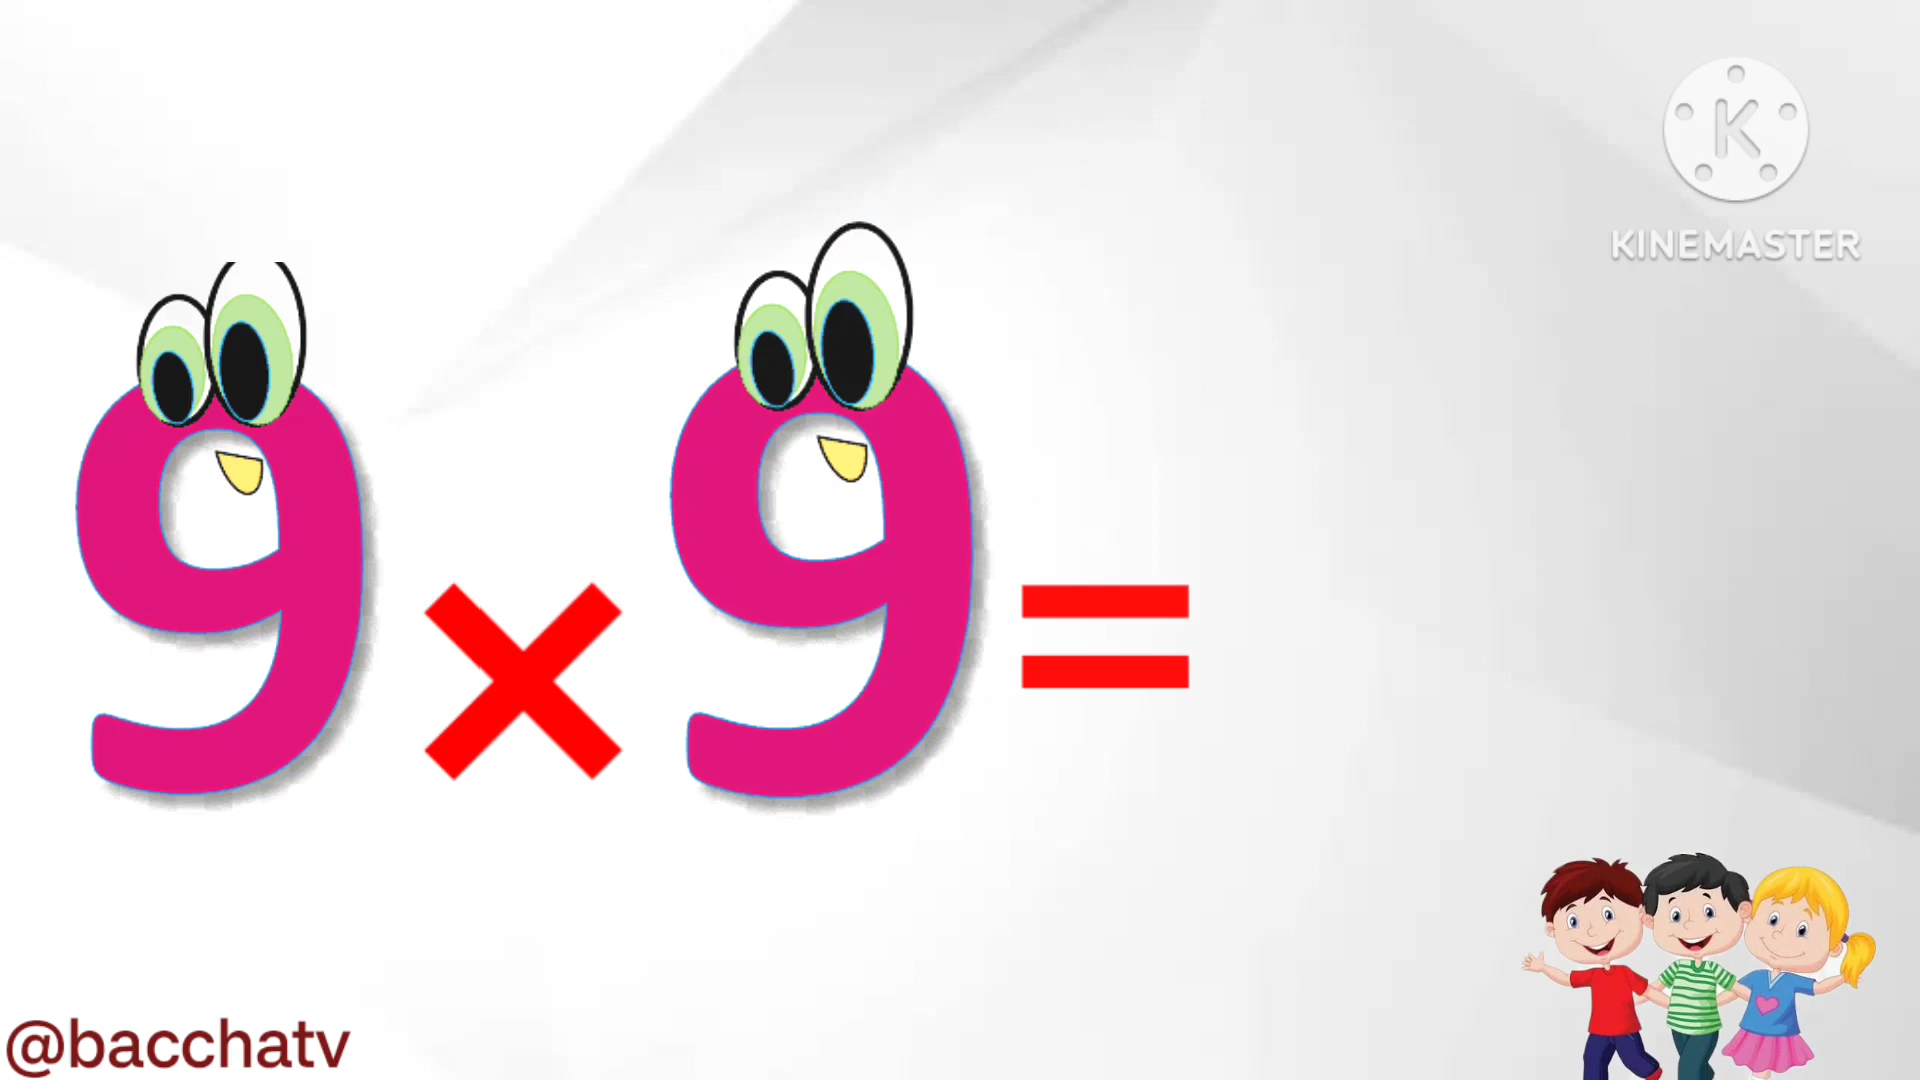 K
KINEMASTER
9 × 9 =
@bacchatv